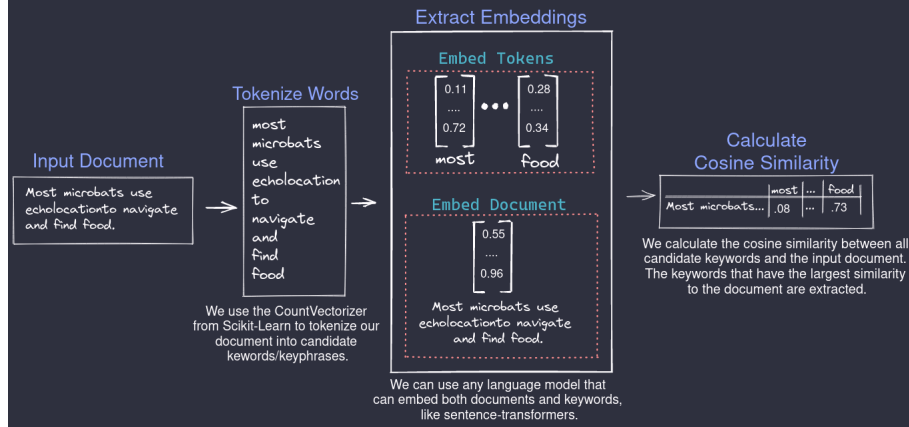 Input Document
Most microbats use
echolocationto navigate
and find food.
Tokenize Words
most
microbats
use
echolocation
to
navigate
and
find
food
We use the CountVectorizer
from Scikit-Learn to tokenize our
document into candidate
kewords/keyphrases.
Extract Embeddings
Embed Tokens
0.11 0.28
.... ....
0.72 0.34
most food
Embed Document
0.55
....
0.96
Most microbats use
echolocationto navigate
and find food.
We can use any language model that
can embed both documents and keywords,
like sentence-transformers.
Calculate
Cosine Similarity
most ... food
Most microbats... .08 ... .73
We calculate the cosine similarity between all
candidate keywords and the input document.
The keywords that have the largest similarity
to the document are extracted.